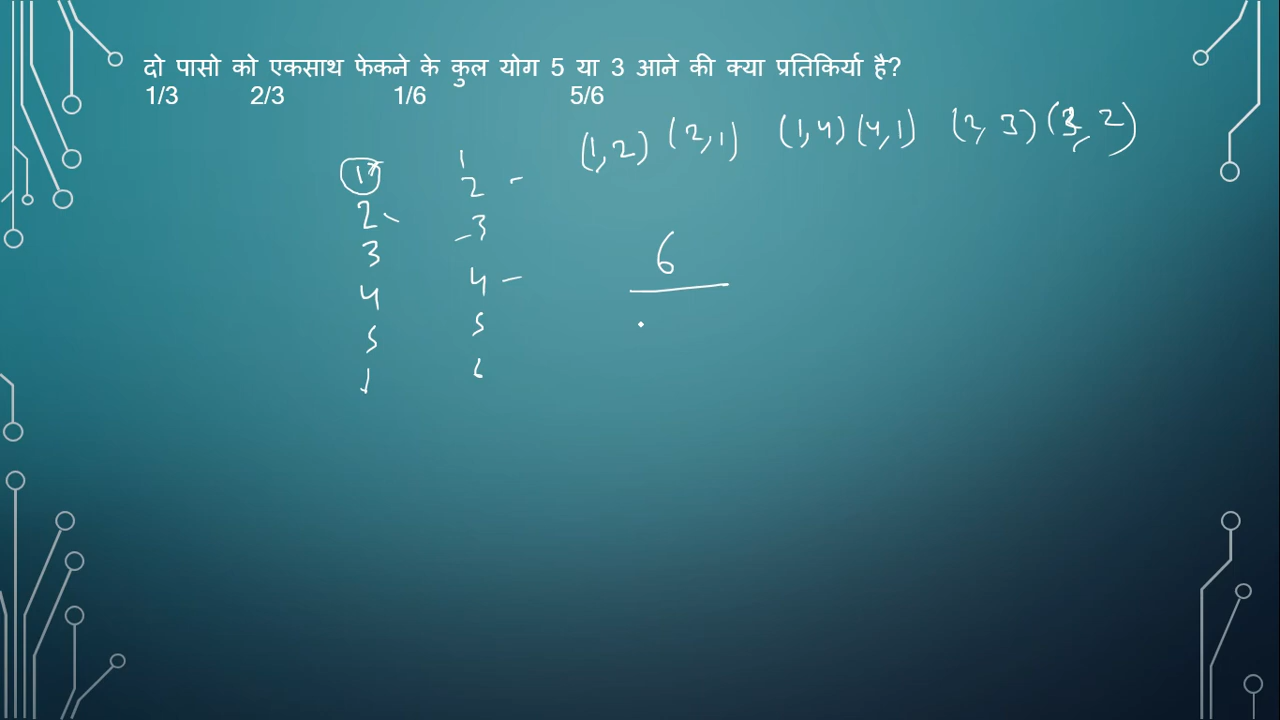 दो पासो को एकसाथ फेकने के कुल योग 5 या 3 आने की क्या प्रतिकिर्या है?
1/3 2/3 1/6 5/6
(1,2) (2,1) (1,4) (4,1) (2,3) (3,2)
1 1
2 2
3 3
4 4
5 5
6
6